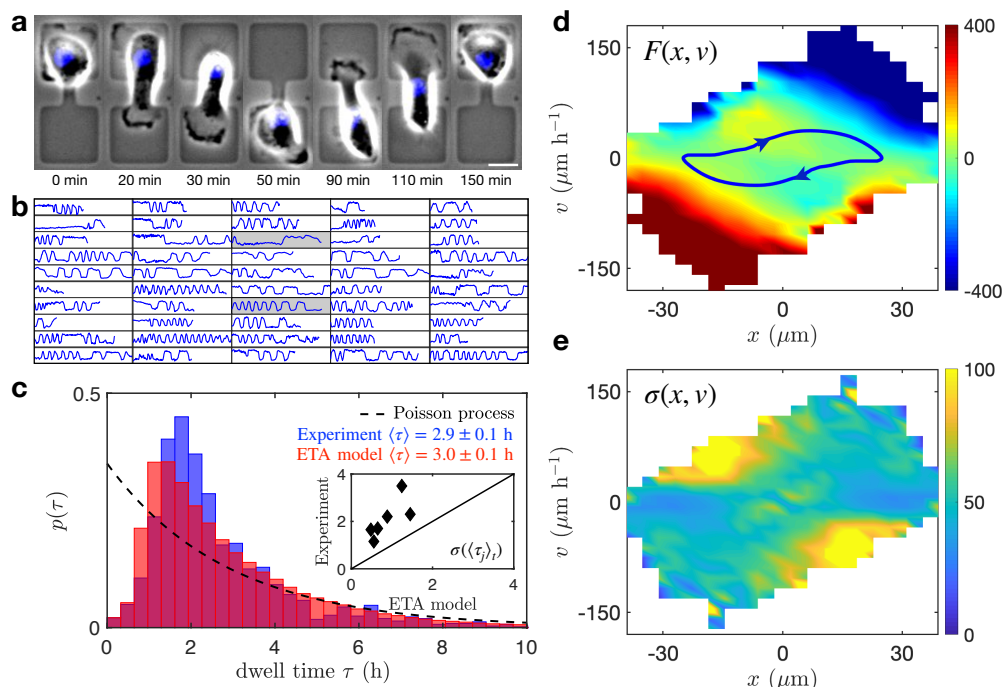 a
0 min 20 min 30 min 50 min 90 min 110 min 150 min
b
c
0.5
0
p(τ)
Poisson process
Experiment ⟨τ⟩ = 2.9 ± 0.1 h
ETA model ⟨τ⟩ = 3.0 ± 0.1 h
Experiment
4
2
0
0 2 4
σ(⟨τj⟩t)
ETA model
0 2 4 6 8 10
dwell time τ (h)
d
F(x, v)
v (μm h⁻¹)
150
0
-150
-30 0 30
x (μm)
400
0
-400
e
σ(x, v)
v (μm h⁻¹)
150
0
-150
-30 0 30
x (μm)
100
50
0